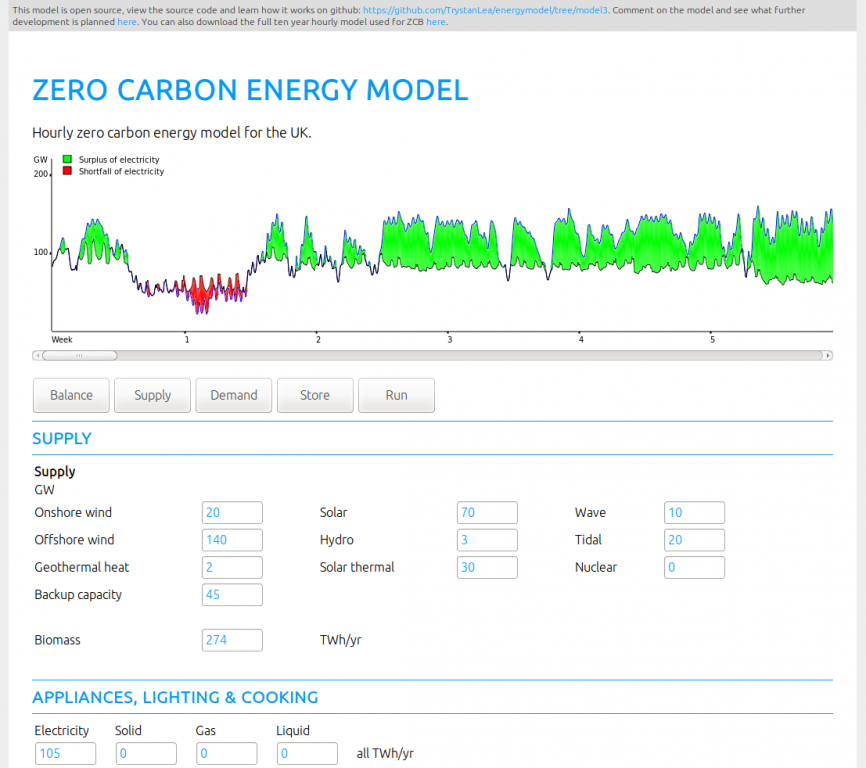 This model is open source, view the source code and learn how it works on github: https://github.com/TrystanLea/energymodel/tree/model3. Comment on the model and see what further
development is planned here. You can also download the full ten year hourly model used for ZCB here.
ZERO CARBON ENERGY MODEL
Hourly zero carbon energy model for the UK.
GW
Surplus of electricity
Shortfall of electricity
200
100
Week 1 2 3 4 5
Balance Supply Demand Store Run
SUPPLY
Supply
GW
Onshore wind 20 Solar 70 Wave 10
Offshore wind 140 Hydro 3 Tidal 20
Geothermal heat 2 Solar thermal 30 Nuclear 0
Backup capacity 45
Biomass 274 TWh/yr
APPLIANCES, LIGHTING & COOKING
Electricity Solid Gas Liquid
105 0 0 0 all TWh/yr